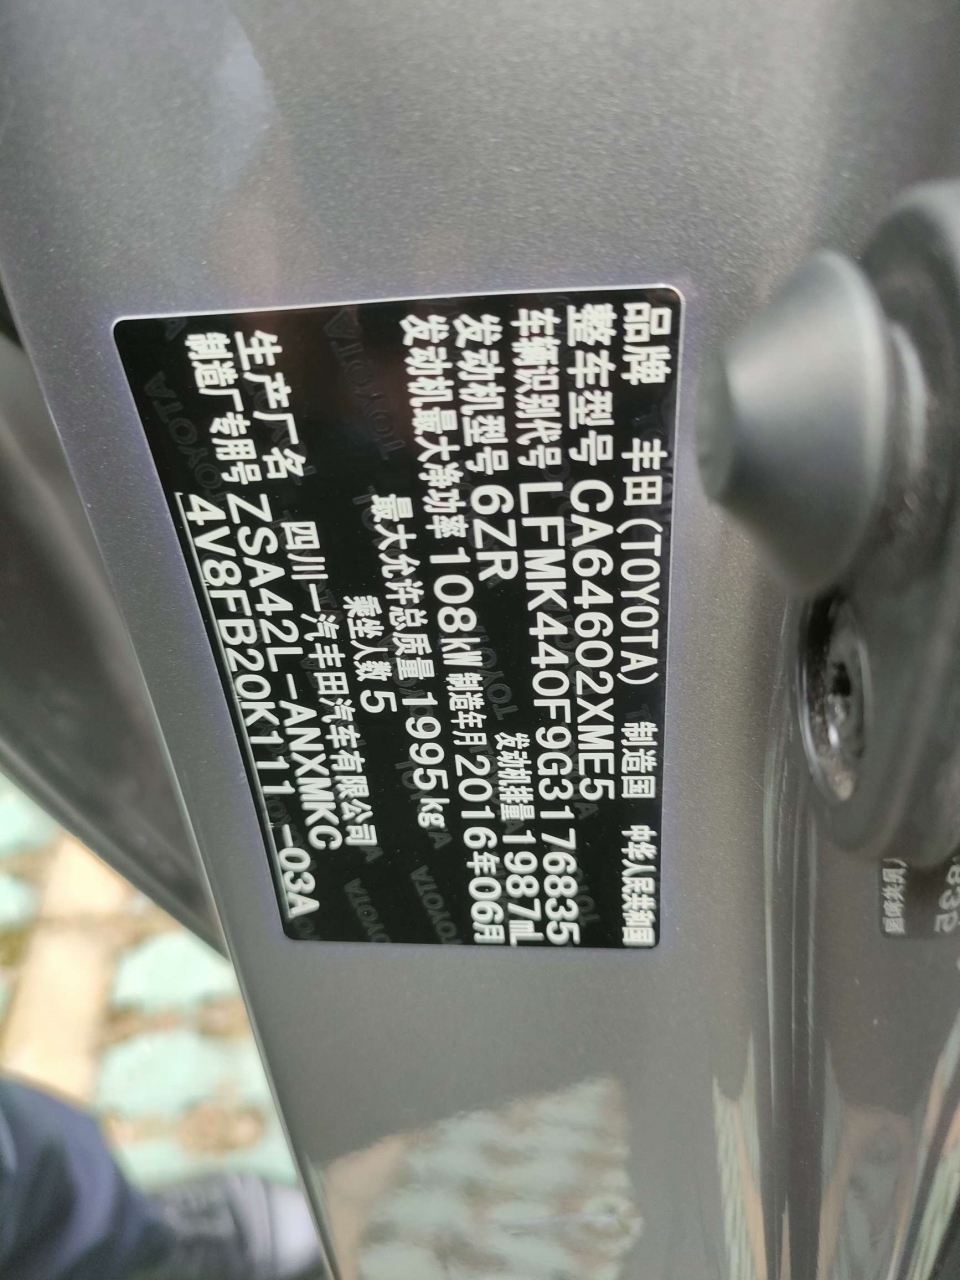 品牌 丰田(TOYOTA) 制造国 中华人民共和国
整车型号 CA64602XME5
车辆识别代号 LFMK440F9G3176835
发动机型号 6ZR 发动机排量 1987mL
发动机最大净功率 108kW 制造年月 2016年06月
最大允许总质量 1995kg
乘坐人数 5
生产厂名 四川一汽丰田汽车有限公司
制造厂专用号 ZSA42L-ANXMKC
4V8FB20K111-03A